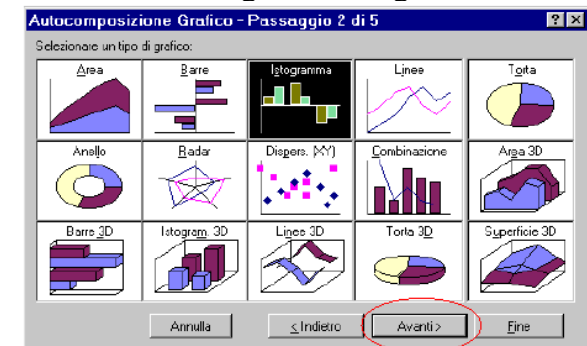 Autocomposizione Grafico - Passaggio 2 di 5
Selezionare un tipo di grafico:
Area Barre Istogramma Linee Torta
Anello Radar Dispers. (XY) Combinazione Area 3D
Barre 3D Istogram. 3D Linee 3D Torta 3D Superficie 3D
Annulla < Indietro Avanti > Fine